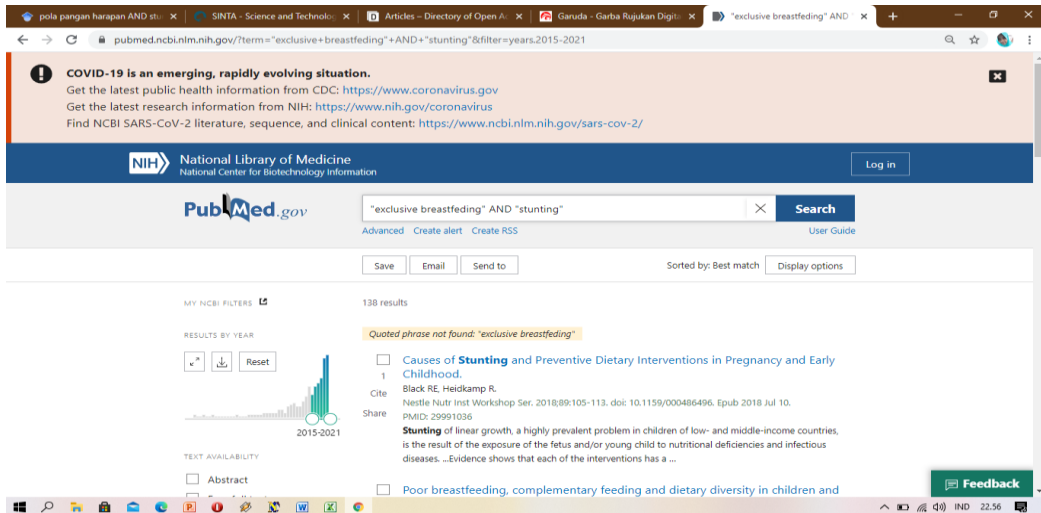 pola pangan harapan AND stu
SINTA - Science and Technolog
Articles – Directory of Open Ac
Garuda - Garba Rujukan Digita
"exclusive breastfeding" AND "
pubmed.ncbi.nlm.nih.gov/?term="exclusive+breastfeding"+AND+"stunting"&filter=years.2015-2021
COVID-19 is an emerging, rapidly evolving situation.
Get the latest public health information from CDC: https://www.coronavirus.gov
Get the latest research information from NIH: https://www.nih.gov/coronavirus
Find NCBI SARS-CoV-2 literature, sequence, and clinical content: https://www.ncbi.nlm.nih.gov/sars-cov-2/
NIH National Library of Medicine
National Center for Biotechnology Information
Log in
PubMed.gov
"exclusive breastfeding" AND "stunting"
Search
Advanced Create alert Create RSS
User Guide
Save Email Send to
Sorted by: Best match Display options
MY NCBI FILTERS
138 results
RESULTS BY YEAR
Quoted phrase not found: "exclusive breastfeding"
Reset
2015-2021
1
Cite
Share
Causes of Stunting and Preventive Dietary Interventions in Pregnancy and Early
Childhood.
Black RE, Heidkamp R.
Nestle Nutr Inst Workshop Ser. 2018;89:105-113. doi: 10.1159/000486496. Epub 2018 Jul 10.
PMID: 29991036
Stunting of linear growth, a highly prevalent problem in children of low- and middle-income countries,
is the result of the exposure of the fetus and/or young child to nutritional deficiencies and infectious
diseases. ...Evidence shows that each of the interventions has a ...
TEXT AVAILABILITY
Abstract
Poor breastfeeding, complementary feeding and dietary diversity in children and
Feedback
IND 22.56